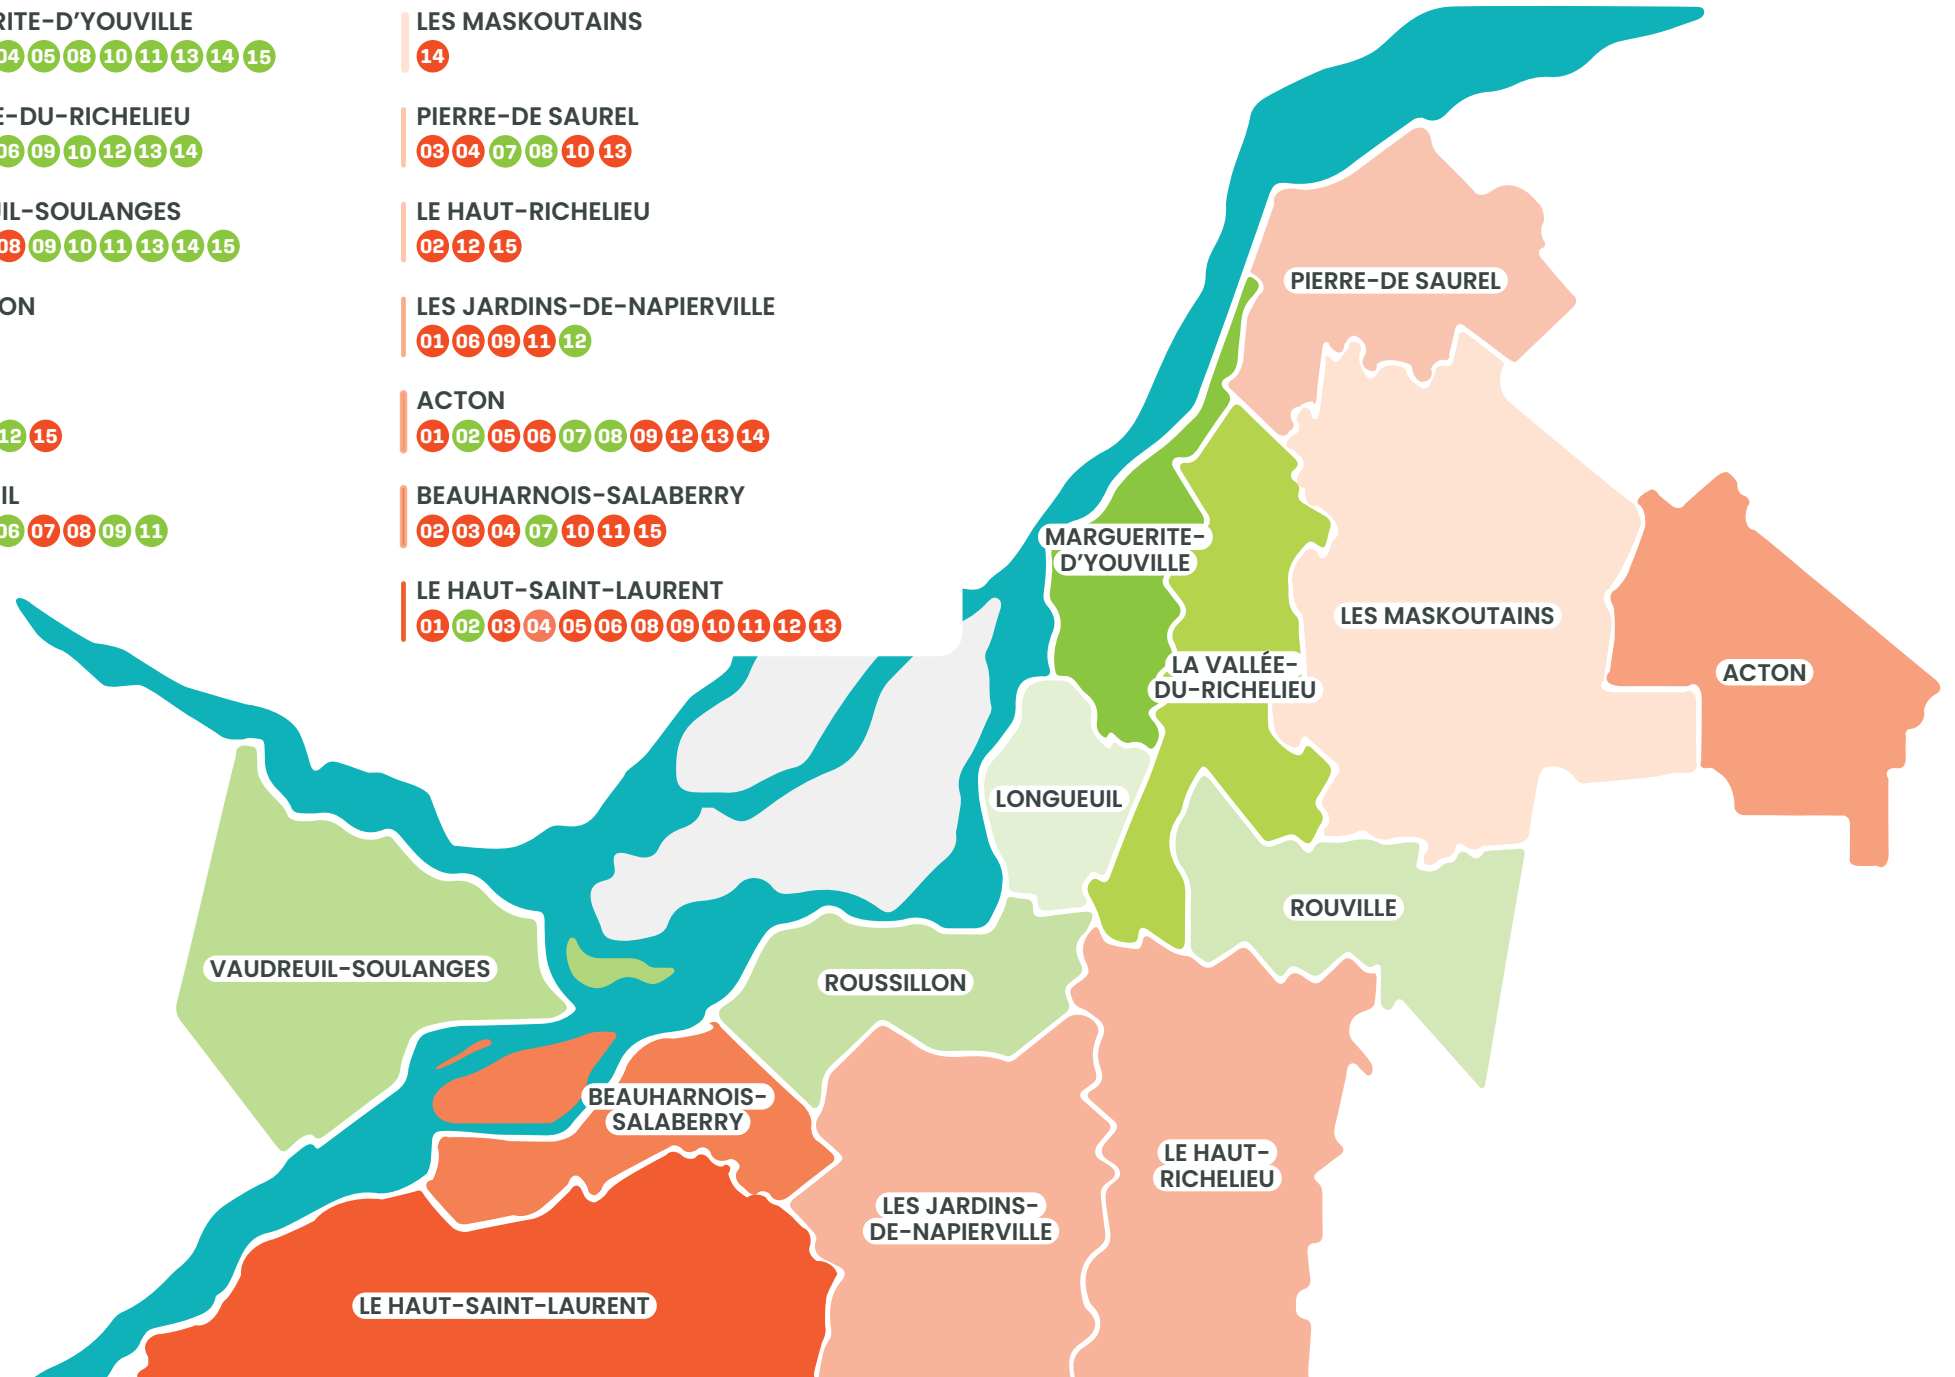 RITE-D'YOUVILLE
04 05 08 10 11 13 14 15
E-DU-RICHELIEU
06 09 10 12 13 14
IL-SOULANGES
08 09 10 11 13 14 15
ON
12 15
IL
06 07 08 09 11
LES MASKOUTAINS
14
PIERRE-DE SAUREL
03 04 07 08 10 13
LE HAUT-RICHELIEU
02 12 15
LES JARDINS-DE-NAPIERVILLE
01 06 09 11 12
ACTON
01 02 05 06 07 08 09 12 13 14
BEAUHARNOIS-SALABERRY
02 03 04 07 10 11 15
LE HAUT-SAINT-LAURENT
01 02 03 04 05 06 08 09 10 11 12 13
PIERRE-DE SAUREL
MARGUERITE-
D'YOUVILLE
LES MASKOUTAINS
LA VALLÉE-
DU-RICHELIEU
ACTON
LONGUEUIL
ROUVILLE
VAUDREUIL-SOULANGES
ROUSSILLON
BEAUHARNOIS-
SALABERRY
LE HAUT-
RICHELIEU
LES JARDINS-
DE-NAPIERVILLE
LE HAUT-SAINT-LAURENT